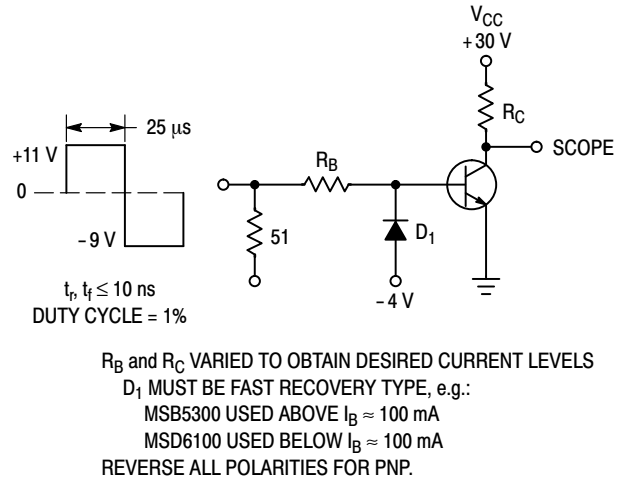 V_CC
+30 V
25 μs
+11 V
R_C
SCOPE
R_B
0
51
D_1
-9 V
-4 V
t_r, t_f ≤ 10 ns
DUTY CYCLE = 1%
R_B and R_C VARIED TO OBTAIN DESIRED CURRENT LEVELS
D_1 MUST BE FAST RECOVERY TYPE, e.g.:
MSB5300 USED ABOVE I_B ≈ 100 mA
MSD6100 USED BELOW I_B ≈ 100 mA
REVERSE ALL POLARITIES FOR PNP.